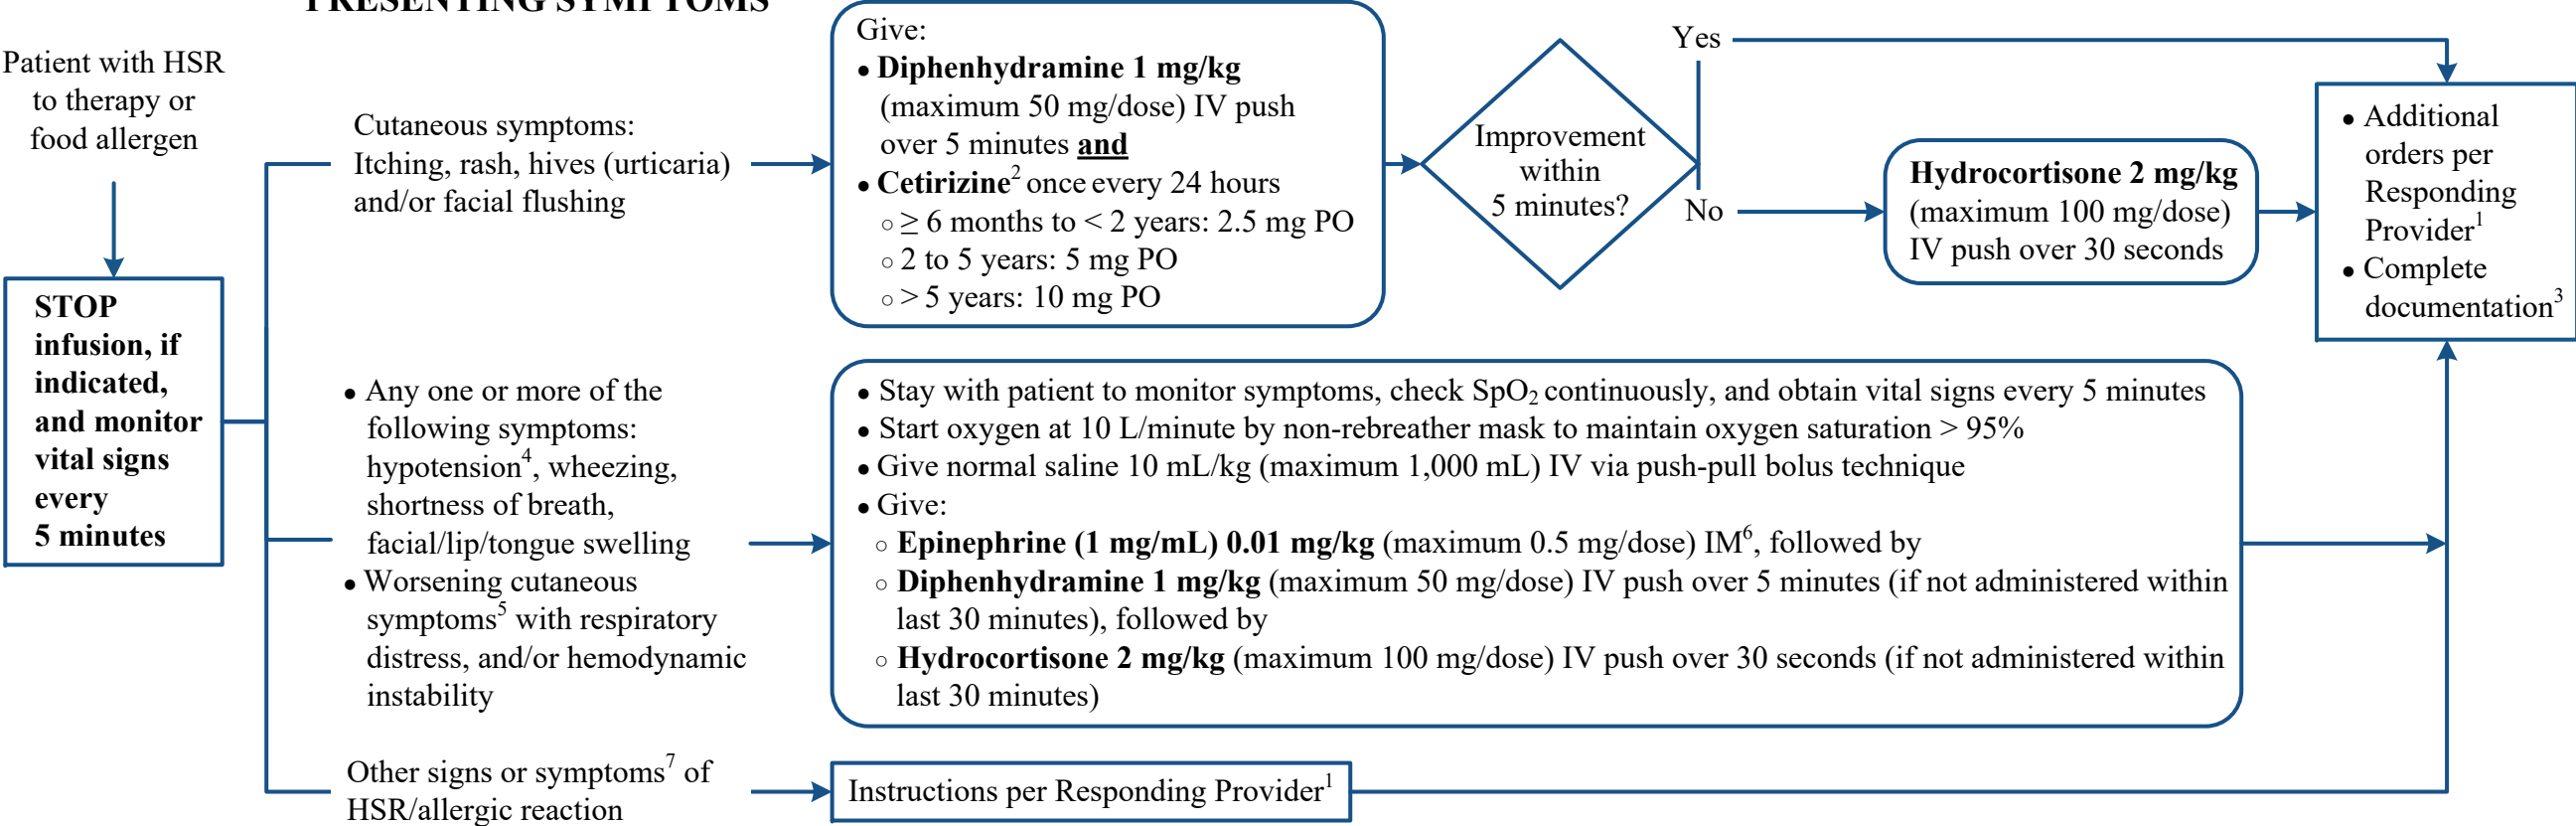 PRESENTING SYMPTOMS
Patient with HSR
to therapy or
food allergen
STOP
infusion, if
indicated,
and monitor
vital signs
every
5 minutes
Cutaneous symptoms:
Itching, rash, hives (urticaria)
and/or facial flushing
Give:
● Diphenhydramine 1 mg/kg
(maximum 50 mg/dose) IV push
over 5 minutes and
● Cetirizine² once every 24 hours
○ ≥ 6 months to < 2 years: 2.5 mg PO
○ 2 to 5 years: 5 mg PO
○ > 5 years: 10 mg PO
Improvement
within
5 minutes?
Yes
No
Hydrocortisone 2 mg/kg
(maximum 100 mg/dose)
IV push over 30 seconds
● Additional
orders per
Responding
Provider¹
● Complete
documentation³
● Any one or more of the
following symptoms:
hypotension⁴, wheezing,
shortness of breath,
facial/lip/tongue swelling
● Worsening cutaneous
symptoms⁵ with respiratory
distress, and/or hemodynamic
instability
● Stay with patient to monitor symptoms, check SpO₂ continuously, and obtain vital signs every 5 minutes
● Start oxygen at 10 L/minute by non-rebreather mask to maintain oxygen saturation > 95%
● Give normal saline 10 mL/kg (maximum 1,000 mL) IV via push-pull bolus technique
● Give:
○ Epinephrine (1 mg/mL) 0.01 mg/kg (maximum 0.5 mg/dose) IM⁶, followed by
○ Diphenhydramine 1 mg/kg (maximum 50 mg/dose) IV push over 5 minutes (if not administered within
last 30 minutes), followed by
○ Hydrocortisone 2 mg/kg (maximum 100 mg/dose) IV push over 30 seconds (if not administered within
last 30 minutes)
Other signs or symptoms⁷ of
HSR/allergic reaction
Instructions per Responding Provider¹